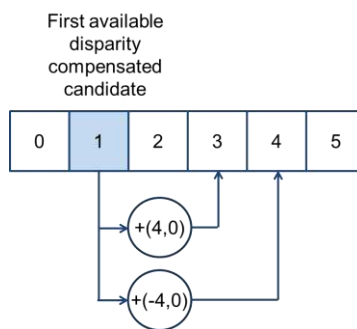 First available
disparity
compensated
candidate
0 1 2 3 4 5
+(4,0)
+(-4,0)